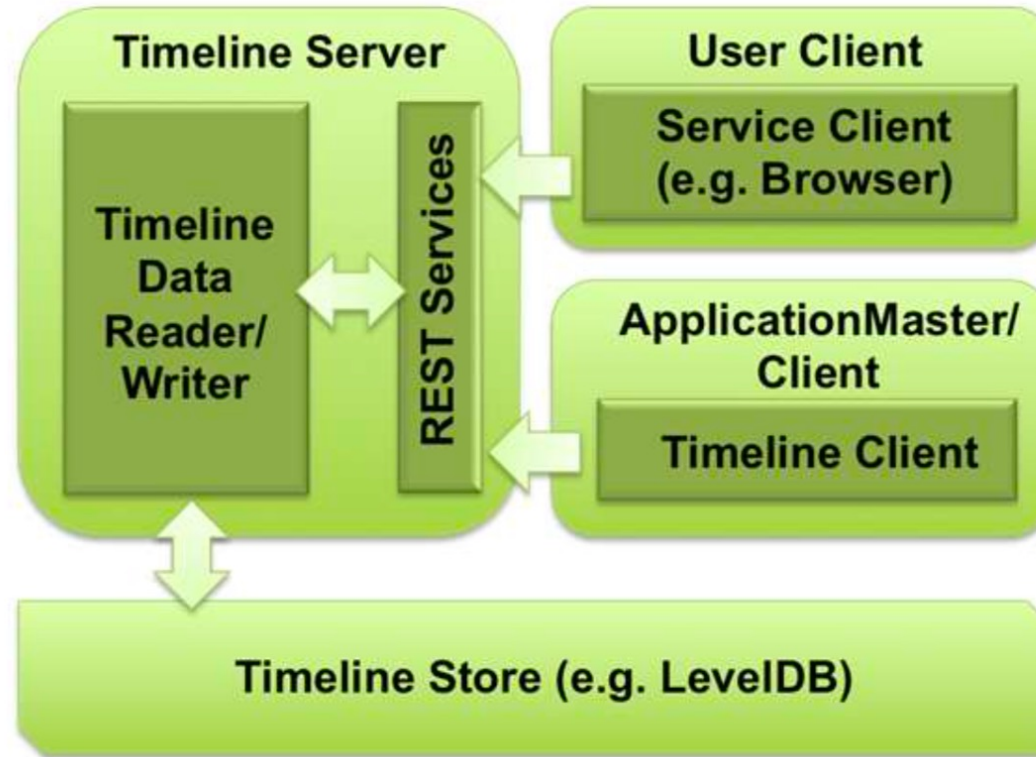 Timeline Server
Timeline
Data
Reader/
Writer
REST Services
User Client
Service Client
(e.g. Browser)
ApplicationMaster/
Client
Timeline Client
Timeline Store (e.g. LevelDB)